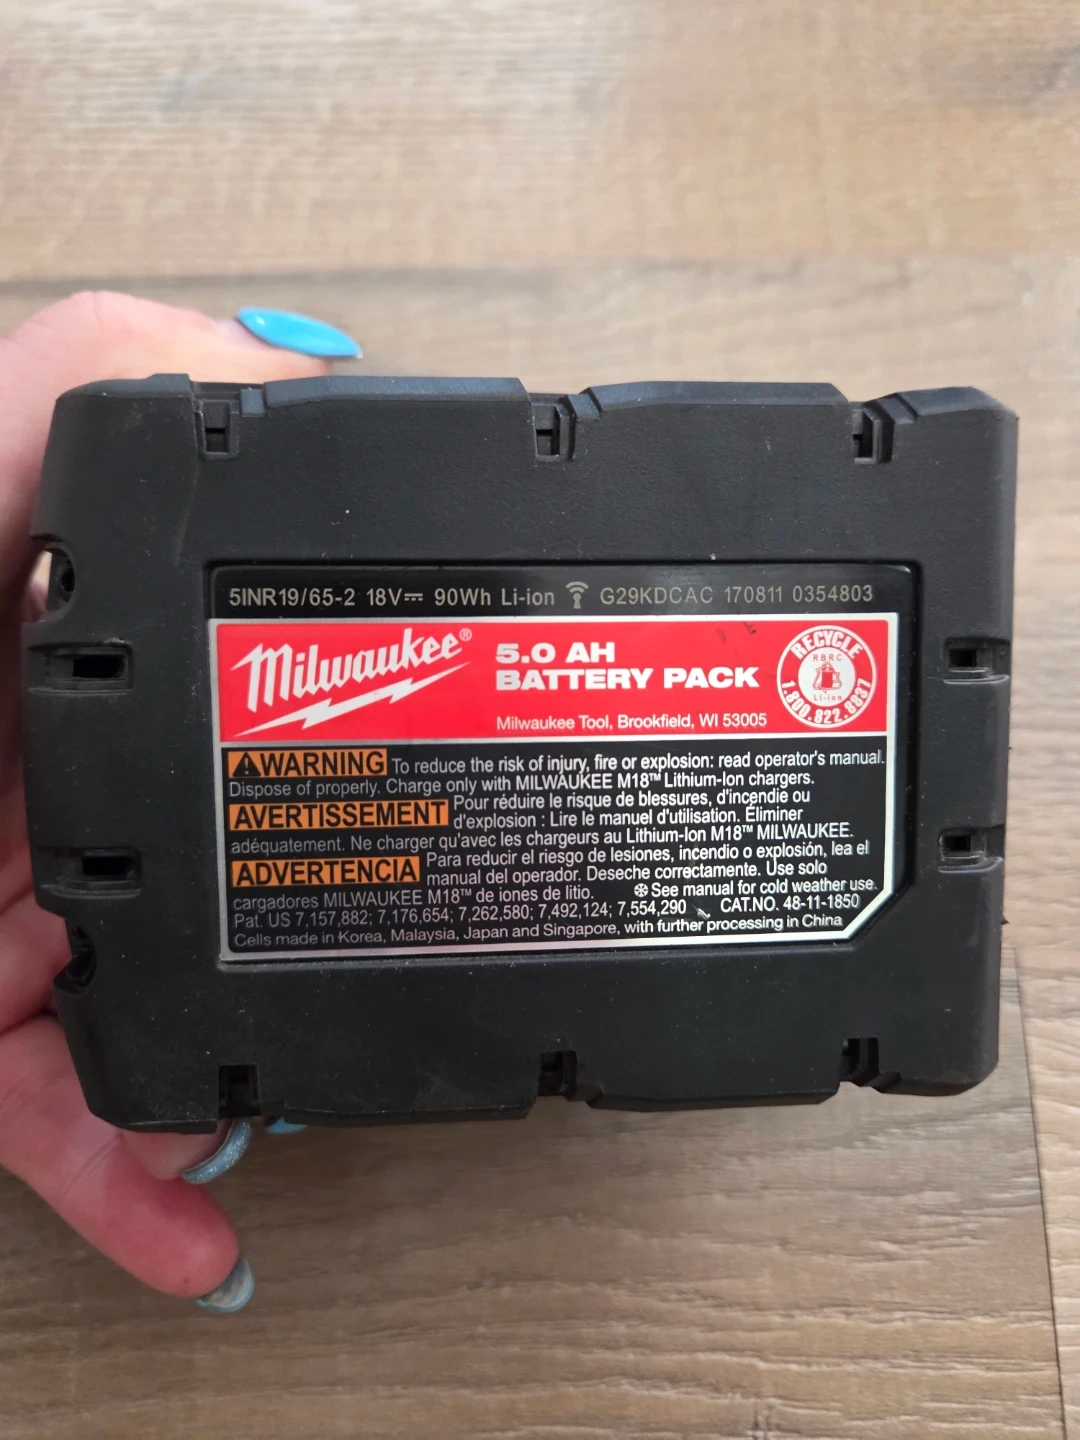 5INR19/65-2 18V⎓ 90Wh Li-ion G29KDCAC 170811 0354803
Milwaukee®
5.0 AH
BATTERY PACK
Milwaukee Tool, Brookfield, WI 53005
RECYCLE
RBRC
Li-ion
1.800.822.8837
⚠WARNING To reduce the risk of injury, fire or explosion: read operator's manual.
Dispose of properly. Charge only with MILWAUKEE M18™ Lithium-Ion chargers.
AVERTISSEMENT Pour réduire le risque de blessures, d'incendie ou
d'explosion : Lire le manuel d'utilisation. Éliminer
adéquatement. Ne charger qu'avec les chargeurs au Lithium-Ion M18™ MILWAUKEE.
ADVERTENCIA Para reducir el riesgo de lesiones, incendio o explosión, lea el
manual del operador. Deseche correctamente. Use solo
cargadores MILWAUKEE M18™ de iones de litio. ❄ See manual for cold weather use.
Pat. US 7,157,882; 7,176,654; 7,262,580; 7,492,124; 7,554,290 CAT.NO. 48-11-1850
Cells made in Korea, Malaysia, Japan and Singapore, with further processing in China